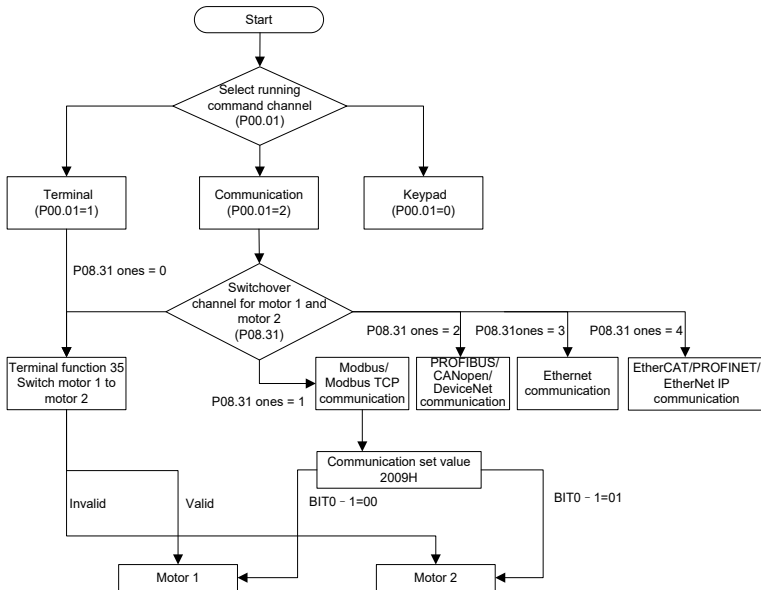 Start
Select running
command channel
(P00.01)
Terminal
(P00.01=1)
Communication
(P00.01=2)
Keypad
(P00.01=0)
P08.31 ones = 0
Switchover
channel for motor 1 and
motor 2
(P08.31)
P08.31 ones = 2
P08.31ones = 3
P08.31 ones = 4
Terminal function 35
Switch motor 1 to
motor 2
P08.31 ones = 1
Modbus/
Modbus TCP
communication
PROFIBUS/
CANopen/
DeviceNet
communication
Ethernet
communication
EtherCAT/PROFINET/
EtherNet IP
communication
Communication set value
2009H
Invalid
Valid
BIT0﹣1=00
BIT0﹣1=01
Motor 1
Motor 2